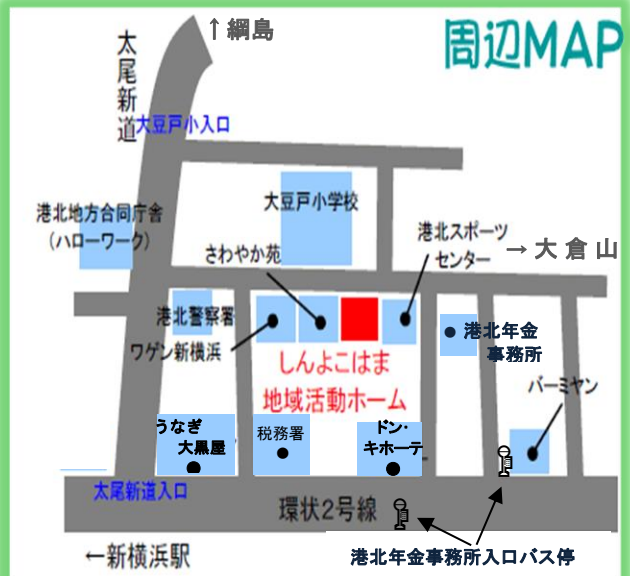 周辺MAP
↑綱島
太尾新道
大豆戸小入口
大豆戸小学校
港北地方合同庁舎
(ハローワーク)
港北スポーツ
センター
→大倉山
さわやか苑
港北警察署
ワゲン新横浜
港北年金
事務所
しんよこはま
地域活動ホーム
バーミヤン
うなぎ
大黒屋
税務署
ドン・
キホーテ
太尾新道入口
環状2号線
←新横浜駅
港北年金事務所入口バス停